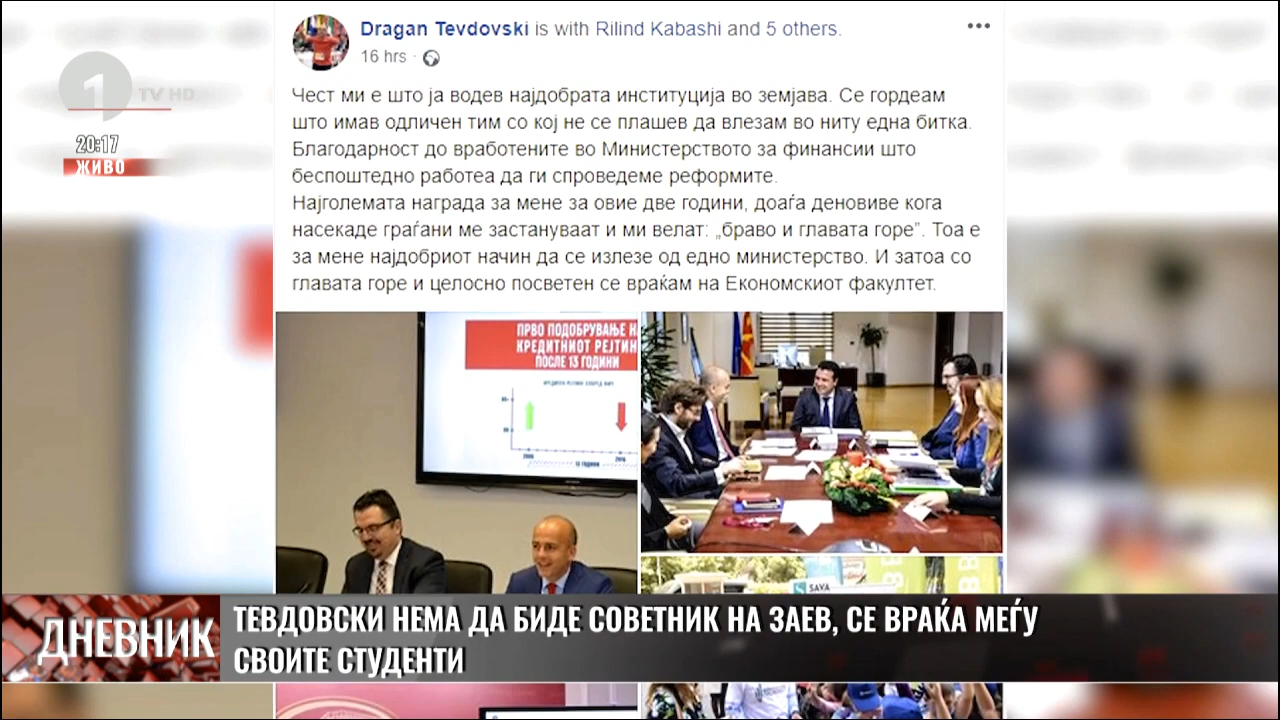 Dragan Tevdovski is with Rilind Kabashi and 5 others.
16 hrs ·
1 TV HD
20:17
ЖИВО
Чест ми е што ја водев најдобрата институција во земјава. Се гордеам
што имав одличен тим со кој не се плашев да влезам во ниту една битка.
Благодарност до вработените во Министерството за финансии што
беспоштедно работеа да ги спроведеме реформите.
Најголемата награда за мене за овие две години, доаѓа деновиве кога
насекаде граѓани ме застануваат и ми велат: „браво и главата горе”. Тоа е
за мене најдобриот начин да се излезе од едно министерство. И затоа со
главата горе и целосно посветен се враќам на Економскиот факултет.
ПРВО ПОДОБРУВАЊЕ Н
КРЕДИТНИОТ РЕЈТИН
ПОСЛЕ 13 ГОДИНИ
13 ГОДИНИ
SAVA
ДНЕВНИК
ТЕВДОВСКИ НЕМА ДА БИДЕ СОВЕТНИК НА ЗАЕВ, СЕ ВРАЌА МЕЃУ
СВОИТЕ СТУДЕНТИ